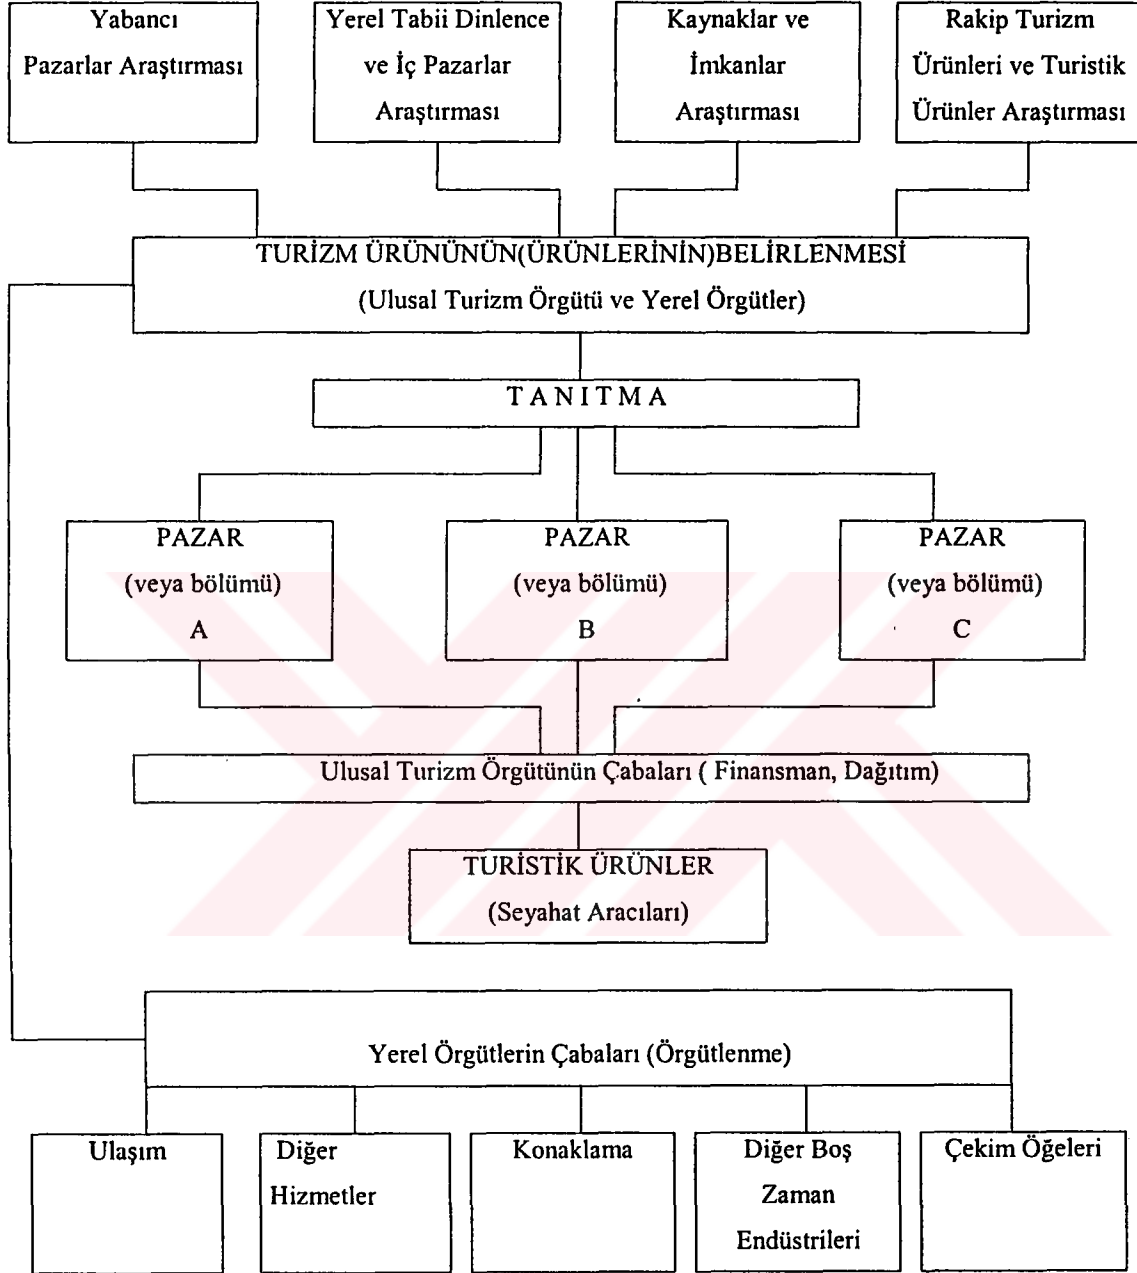 Yabancı
Pazarlar Araştırması
Yerel Tabii Dinlence
ve İç Pazarlar
Araştırması
Kaynaklar ve
İmkanlar
Araştırması
Rakip Turizm
Ürünleri ve Turistik
Ürünler Araştırması
TURİZM ÜRÜNÜNÜN(ÜRÜNLERİNİN)BELİRLENMESİ
(Ulusal Turizm Örgütü ve Yerel Örgütler)
T A N I T M A
PAZAR
(veya bölümü)
A
PAZAR
(veya bölümü)
B
PAZAR
(veya bölümü)
C
Ulusal Turizm Örgütünün Çabaları ( Finansman, Dağıtım)
TURİSTİK ÜRÜNLER
(Seyahat Aracıları)
Yerel Örgütlerin Çabaları (Örgütlenme)
Ulaşım
Diğer
Hizmetler
Konaklama
Diğer Boş
Zaman
Endüstrileri
Çekim Öğeleri